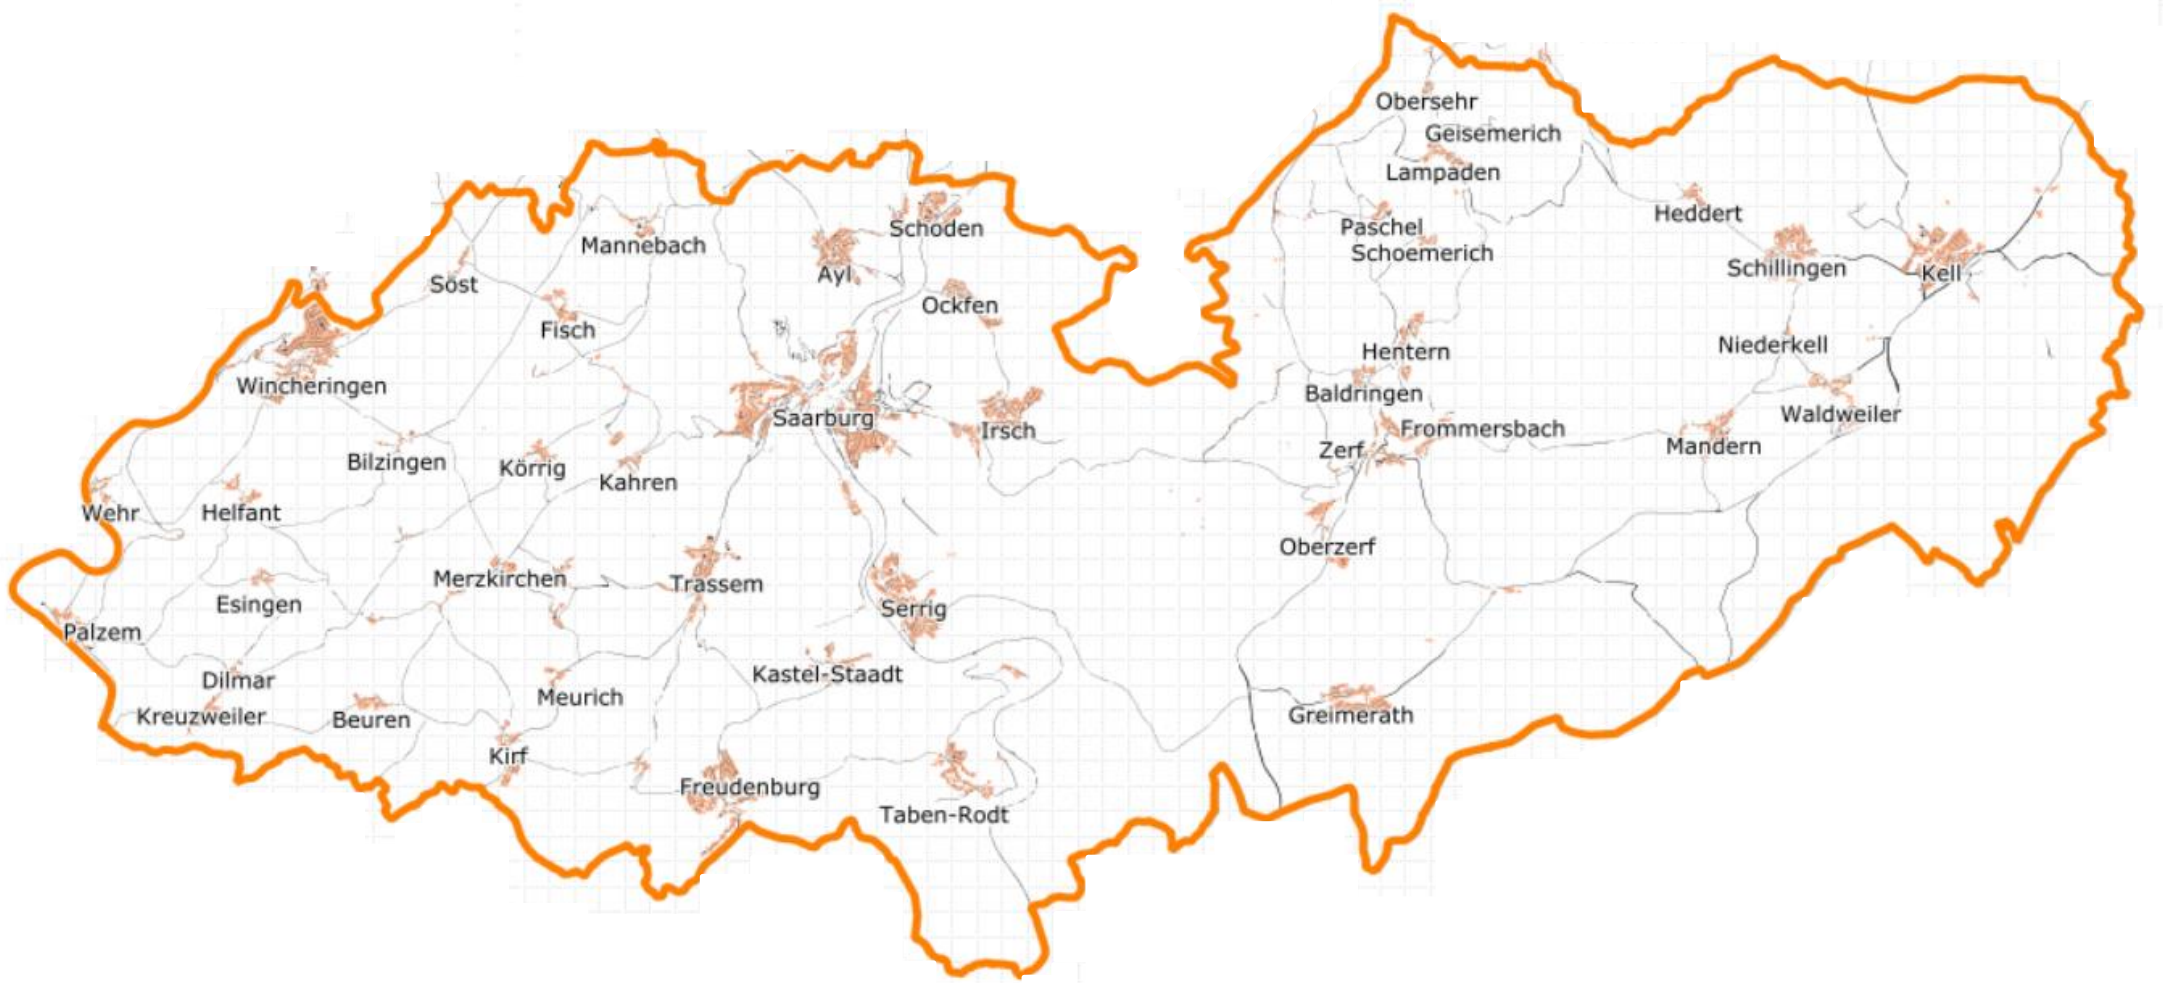 Obersehr
Geisemerich
Lampaden
Heddert
Paschel
Schoden
Mannebach
Schoemerich
Schillingen
Ayl
Kell
Söst
Ockfen
Fisch
Niederkell
Hentern
Wincheringen
Baldringen
Waldweiler
Saarburg
Frommersbach
Irsch
Mandern
Zerf
Bilzingen
Körrig
Kahren
Wehr
Helfant
Oberzerf
Merzkirchen
Trassem
Esingen
Serrig
Palzem
Kastel-Staadt
Dilmar
Meurich
Greimerath
Kreuzweiler
Beuren
Kirf
Freudenburg
Taben-Rodt